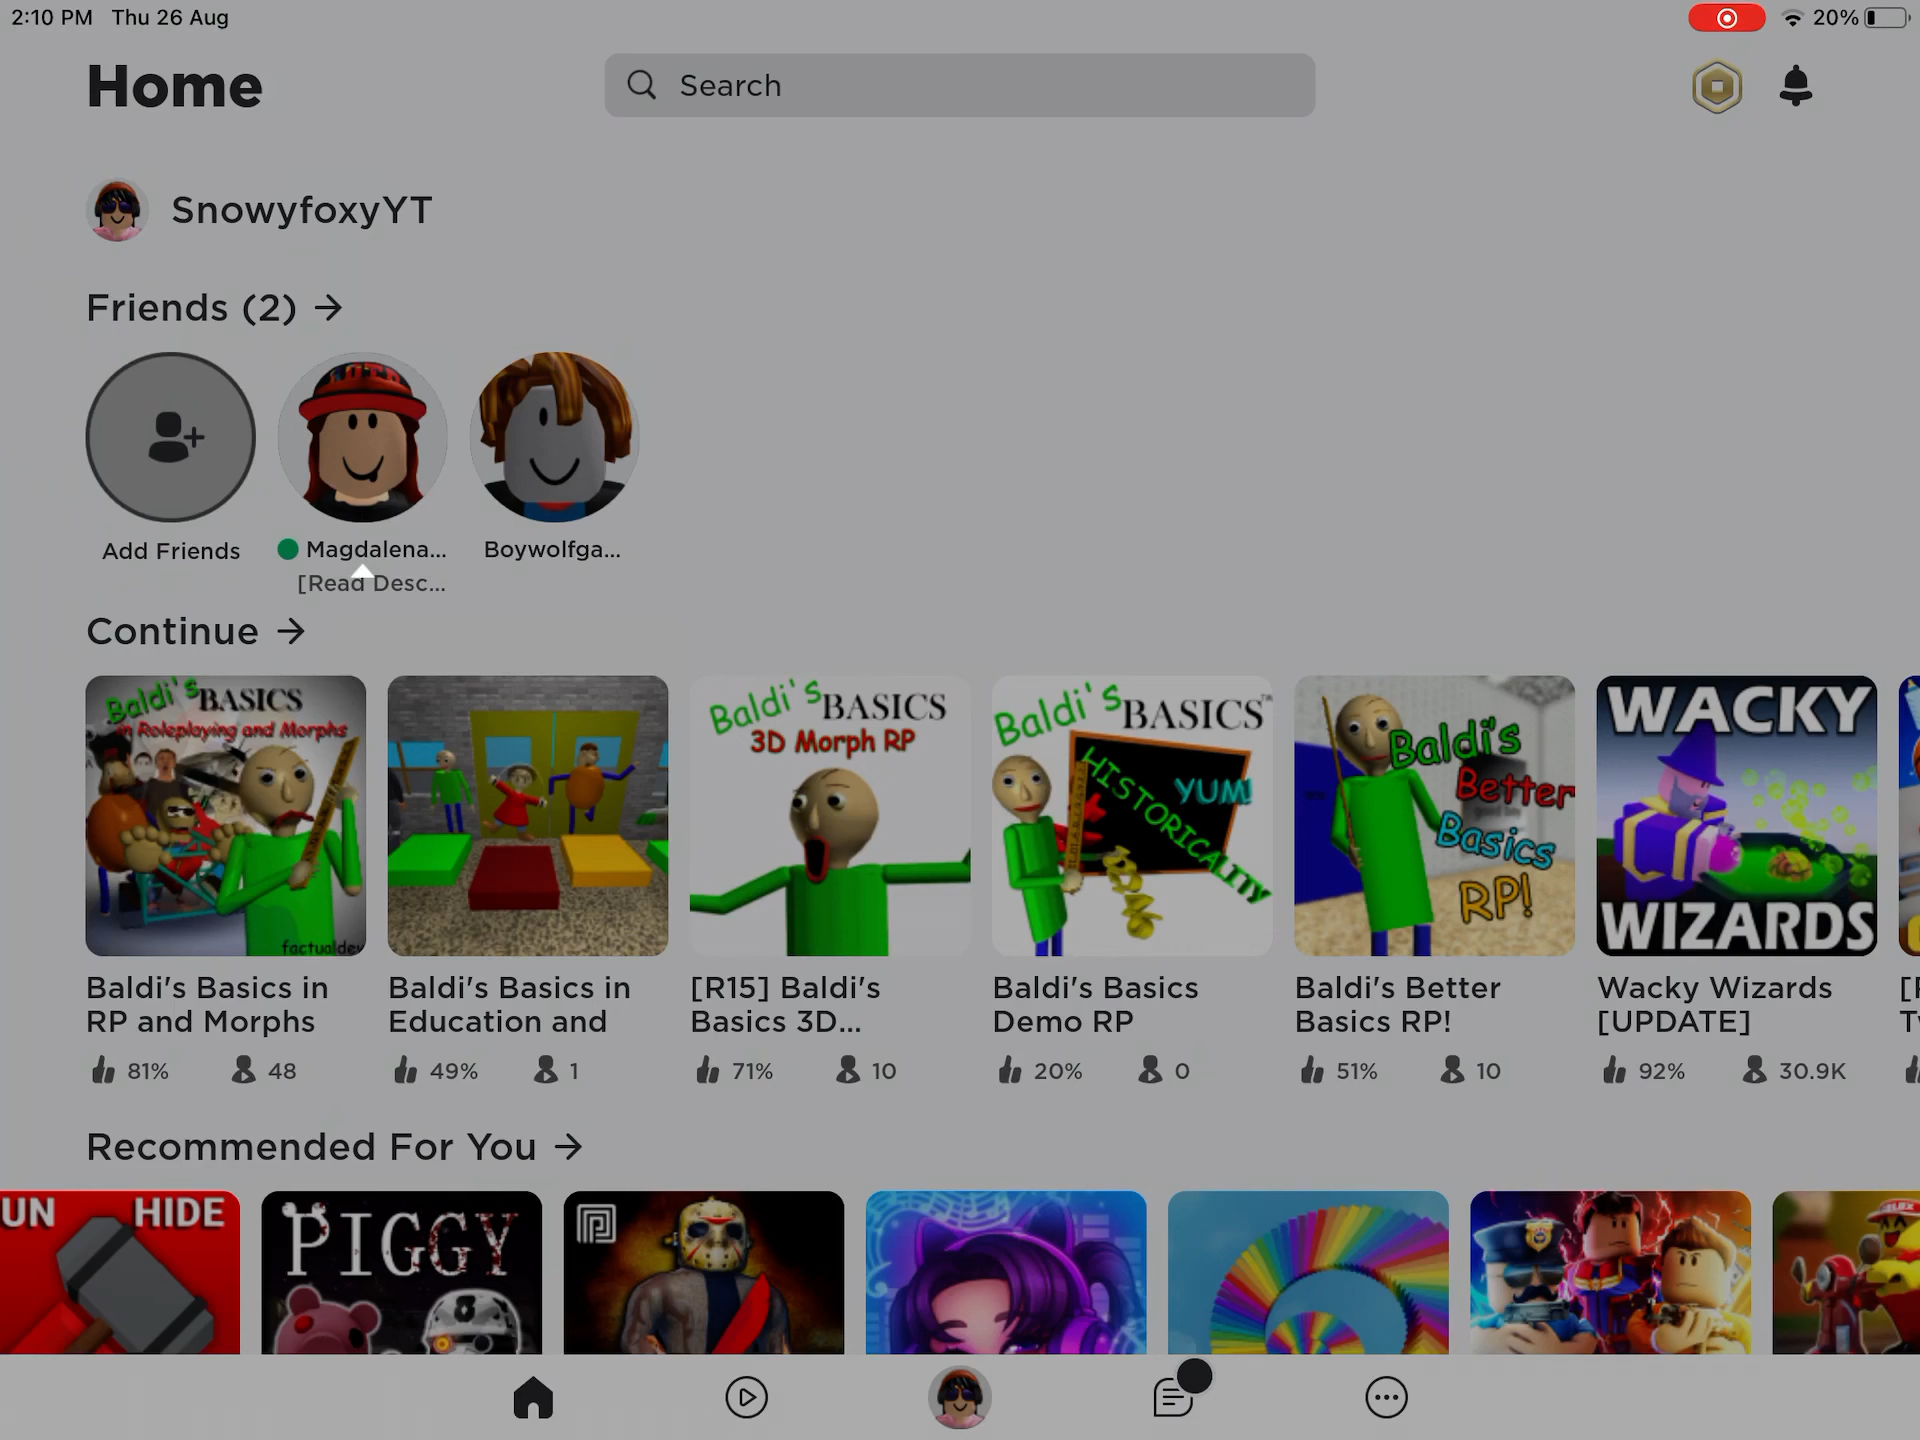 2:10 PM Thu 26 Aug
20%
Home
Search
SnowyfoxyYT
Friends (2)
Add Friends
Magdalena...
Boywolfga...
[Read Desc...
Continue
Baldi's BASICS
in Roleplaying and Morphs
factualdev
Baldi's BASICS
3D Morph RP
Baldi's BASICS
HISTORICALITY
YUM!
Baldi's
Better
Basics
RP!
WACKY
WIZARDS
Baldi's Basics in
RP and Morphs
Baldi's Basics in
Education and
[R15] Baldi's
Basics 3D...
Baldi's Basics
Demo RP
Baldi's Better
Basics RP!
Wacky Wizards
[UPDATE]
81% 48
49% 1
71% 10
20% 0
51% 10
92% 30.9K
Recommended For You
UN HIDE
PIGGY
8